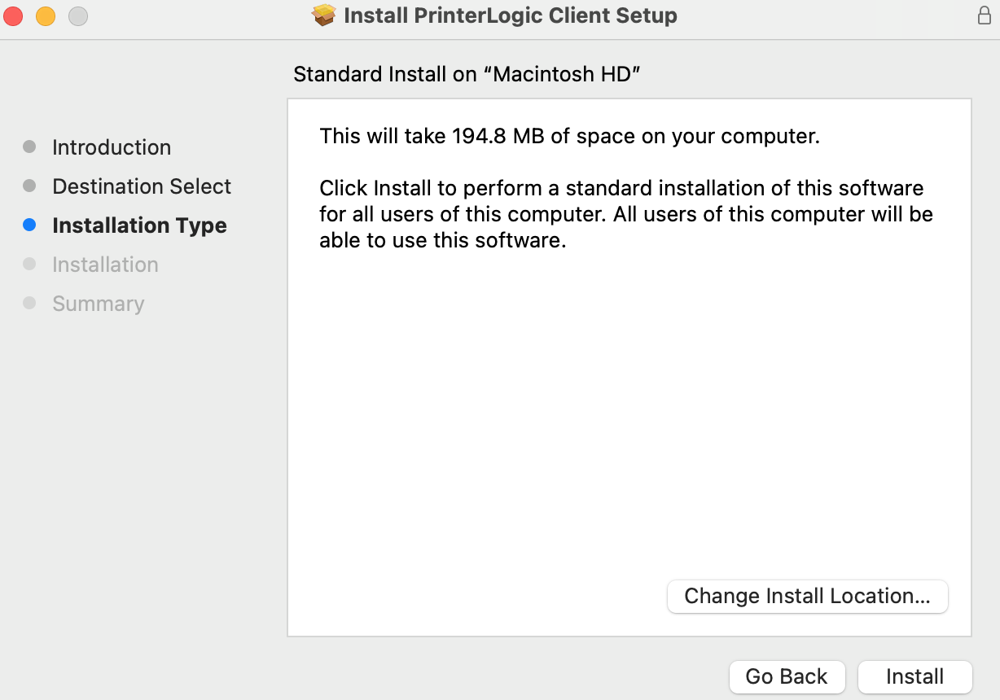 Install PrinterLogic Client Setup
Standard Install on “Macintosh HD”
Introduction
Destination Select
Installation Type
Installation
Summary
This will take 194.8 MB of space on your computer.
Click Install to perform a standard installation of this software
for all users of this computer. All users of this computer will be
able to use this software.
Change Install Location...
Go Back
Install